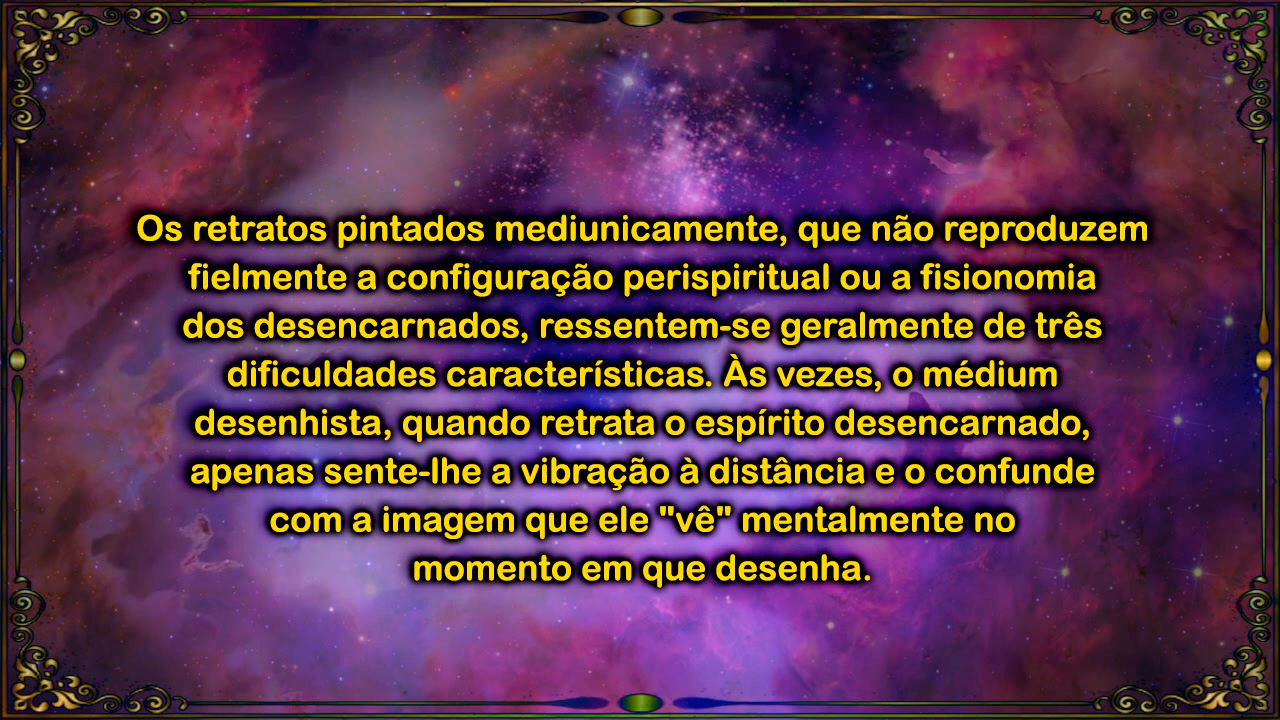 Os retratos pintados mediunicamente, que não reproduzem
fielmente a configuração perispiritual ou a fisionomia
dos desencarnados, ressentem-se geralmente de três
dificuldades características. Às vezes, o médium
desenhista, quando retrata o espírito desencarnado,
apenas sente-lhe a vibração à distância e o confunde
com a imagem que ele "vê" mentalmente no
momento em que desenha.